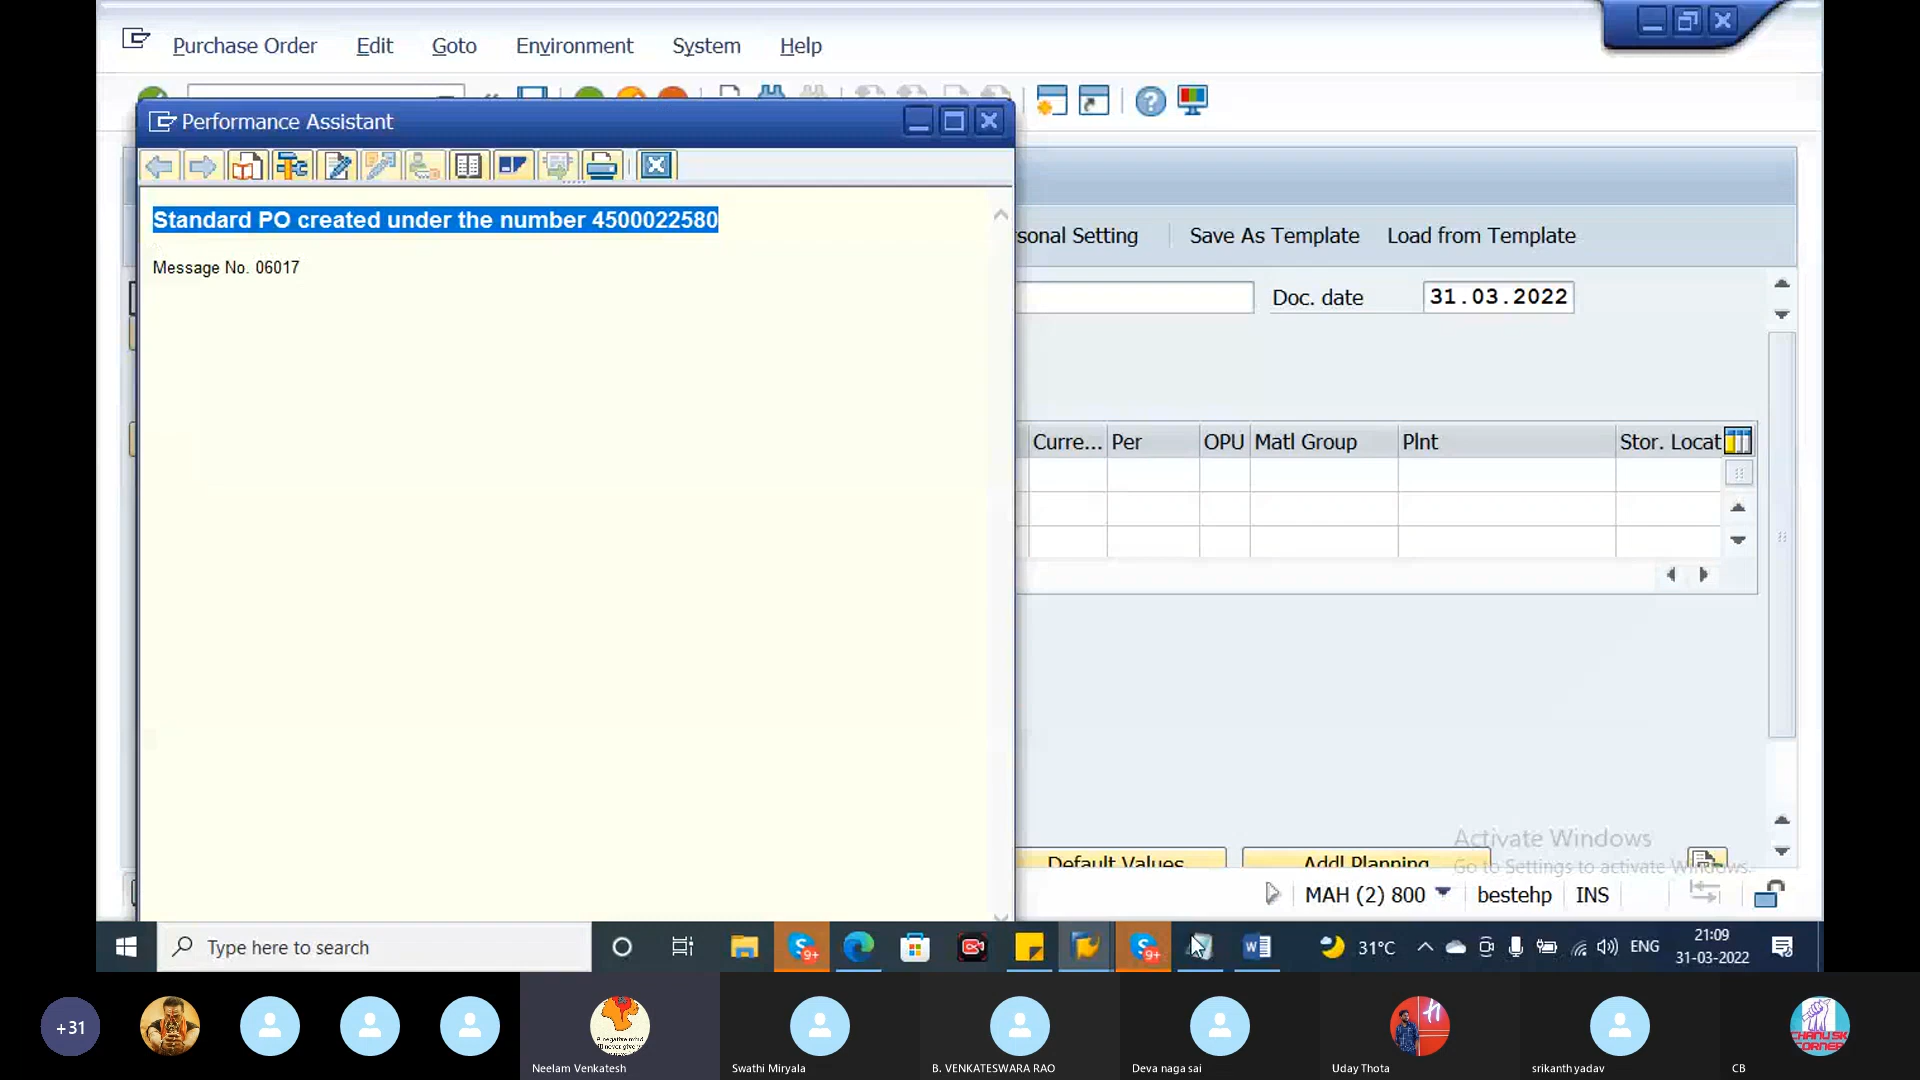 Purchase Order Edit Goto Environment System Help
Performance Assistant
Standard PO created under the number 4500022580
Message No. 06017
sonal Setting Save As Template Load from Template
Doc. date 31.03.2022
Curre... Per OPU Matl Group Plnt Stor. Locat
Default Values Addl Planning
Activate Windows
Go to Settings to activate Windows.
MAH (2) 800 bestehp INS
Type here to search
9+
9+
31°C
ENG
21:09
31-03-2022
+31
Neelam Venkatesh
Swathi Miryala
B. VENKATESWARA RAO
Deva naga sai
Uday Thota
srikanth yadav
CB